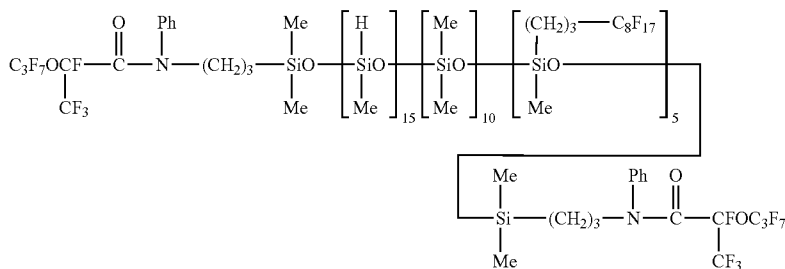 O Ph Me H Me (CH2)3—C8F17
C3F7OCF—C—N—(CH2)3—SiO—[SiO]15—[SiO]10—[SiO]5
CF3 Me Me Me Me
Me Ph O
Si—(CH2)3—N—C—CFOC3F7
Me CF3